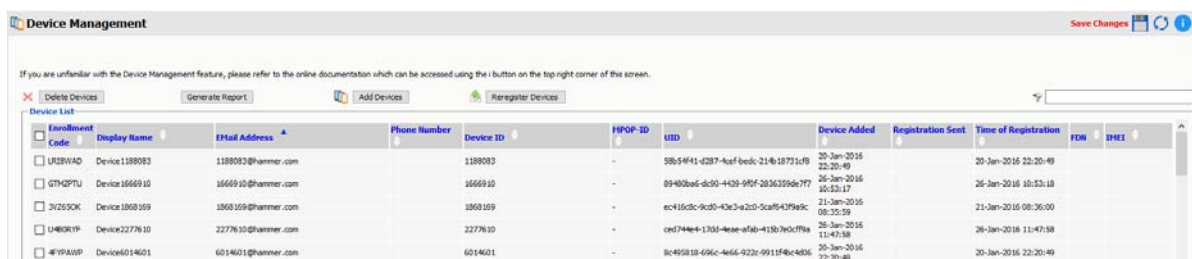 Device Management
Save Changes
If you are unfamiliar with the Device Management feature, please refer to the online documentation which can be accessed using the i button on the top right corner of this screen.
Delete Devices Generate Report Add Devices Reregister Devices
Device List
Enrollment Code Display Name EMail Address Phone Number Device ID MPOP-ID UID Device Added Registration Sent Time of Registration FDN IMEI
LRIBWAD Device1188083 1188083@hammer.com 1188083 - 58b54f41-d287-4cef-bedc-214b18731cf8 20-Jan-2016 22:20:49 20-Jan-2016 22:20:49
GTMZPTU Device1666910 1666910@hammer.com 1666910 - 89480ba6-dc90-4439-9f0f-2836359de7f7 26-Jan-2016 10:53:17 26-Jan-2016 10:53:18
3VZ65OK Device1868169 1868169@hammer.com 1868169 - ec416c8c-9cd0-43e3-a2c0-5caf643f9a9c 21-Jan-2016 08:35:59 21-Jan-2016 08:36:00
U4B0RYF Device2277610 2277610@hammer.com 2277610 - ced744e4-17dd-4eae-afab-415b7e0cff9a 26-Jan-2016 11:47:58 26-Jan-2016 11:47:58
4FYPAWP Device6014601 6014601@hammer.com 6014601 - 8c495818-696c-4e66-922c-9911f4bc4d06 20-Jan-2016 22:20:48 20-Jan-2016 22:20:49